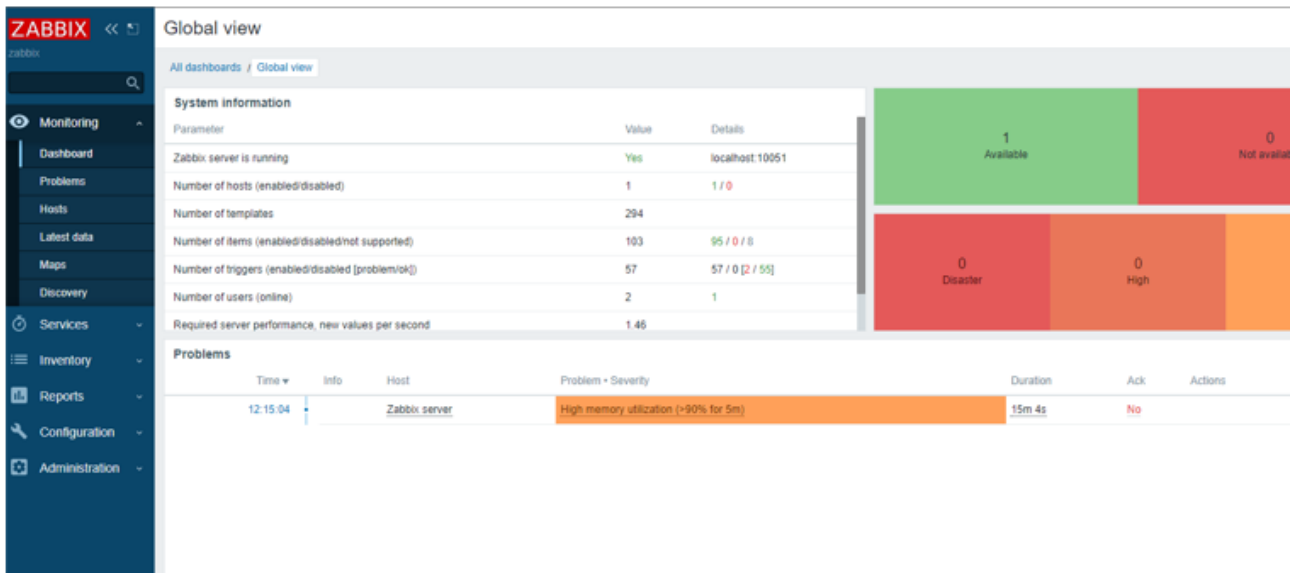 ZABBIX
zabbix
Monitoring
Dashboard
Problems
Hosts
Latest data
Maps
Discovery
Services
Inventory
Reports
Configuration
Administration
Global view
All dashboards / Global view
System information
Parameter Value Details
Zabbix server is running Yes localhost:10051
Number of hosts (enabled/disabled) 1 1 / 0
Number of templates 294
Number of items (enabled/disabled/not supported) 103 95 / 0 / 8
Number of triggers (enabled/disabled [problem/ok]) 57 57 / 0 [2 / 55]
Number of users (online) 2 1
Required server performance, new values per second 1.46
1
Available
0
Not availab
0
Disaster
0
High
Problems
Time Info Host Problem • Severity Duration Ack Actions
12:15:04 Zabbix server High memory utilization (>90% for 5m) 15m 4s No